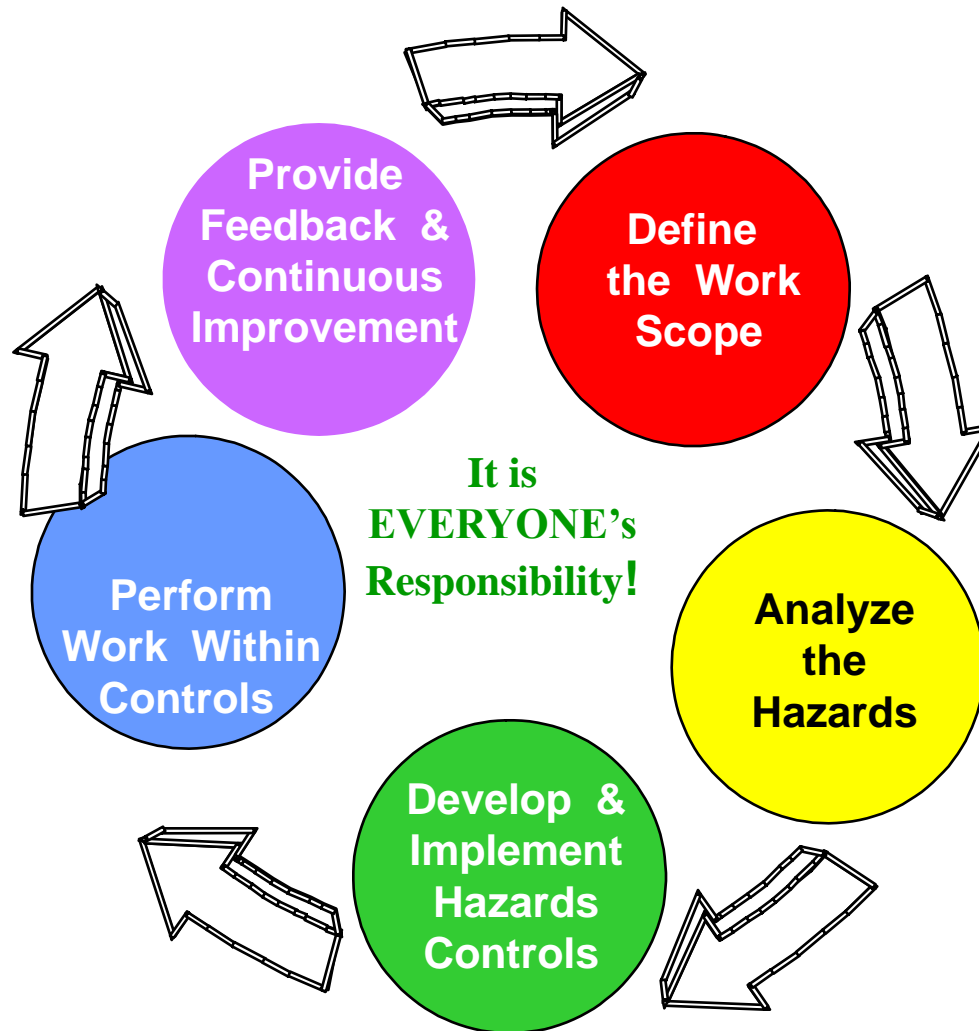 Provide
Feedback &
Continuous
Improvement
Define
the Work
Scope
It is
EVERYONE’s
Responsibility!
Perform
Work Within
Controls
Analyze
the
Hazards
Develop &
Implement
Hazards
Controls